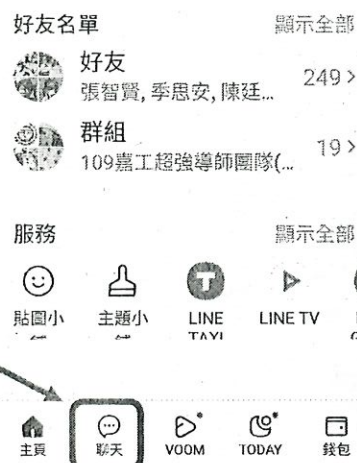 好友名單 顯示全部
好友 249
張智賢, 季思安, 陳廷...
群組 19
109嘉工超強導師團隊(...
服務 顯示全部
貼圖小 主題小 LINE LINE TV
TAXI
主頁 聊天 VOOM TODAY 錢包